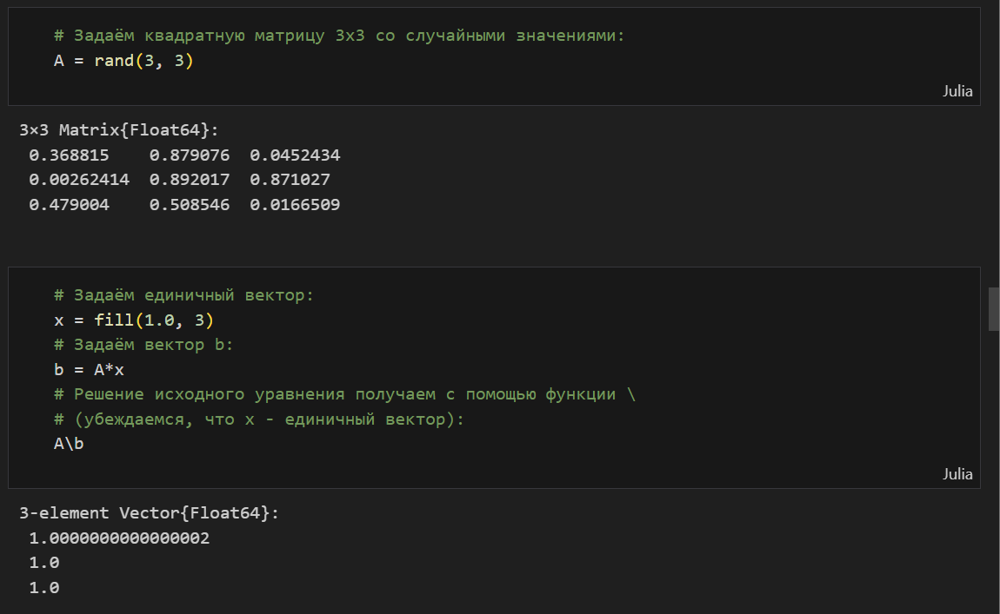 # Задаём квадратную матрицу 3x3 со случайными значениями:
A = rand(3, 3)
Julia
3×3 Matrix{Float64}:
0.368815 0.879076 0.0452434
0.00262414 0.892017 0.871027
0.479004 0.508546 0.0166509
# Задаём единичный вектор:
x = fill(1.0, 3)
# Задаём вектор b:
b = A*x
# Решение исходного уравнения получаем с помощью функции \
# (убеждаемся, что x - единичный вектор):
A\b
Julia
3-element Vector{Float64}:
1.0000000000000002
1.0
1.0